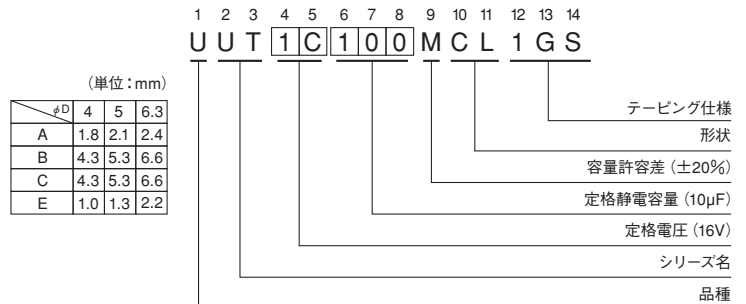 1 2 3 4 5 6 7 8 9 10 11 12 13 14
U U T 1 C 1 0 0 M C L 1 G S
(単位：mm)
φD 4 5 6.3
A 1.8 2.1 2.4
B 4.3 5.3 6.6
C 4.3 5.3 6.6
E 1.0 1.3 2.2
テーピング仕様
形状
容量許容差 (±20%)
定格静電容量 (10μF)
定格電圧 (16V)
シリーズ名
品種